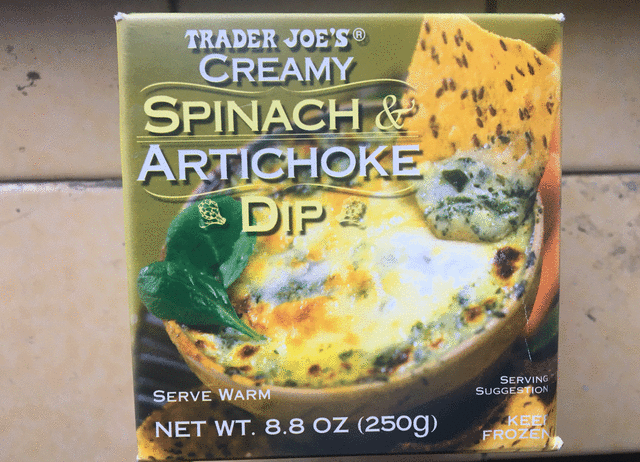 TRADER JOE'S®
CREAMY
SPINACH &
ARTICHOKE
DIP
SERVING
SUGGESTION
SERVE WARM
NET WT. 8.8 OZ (250g)
KEEP
FROZEN